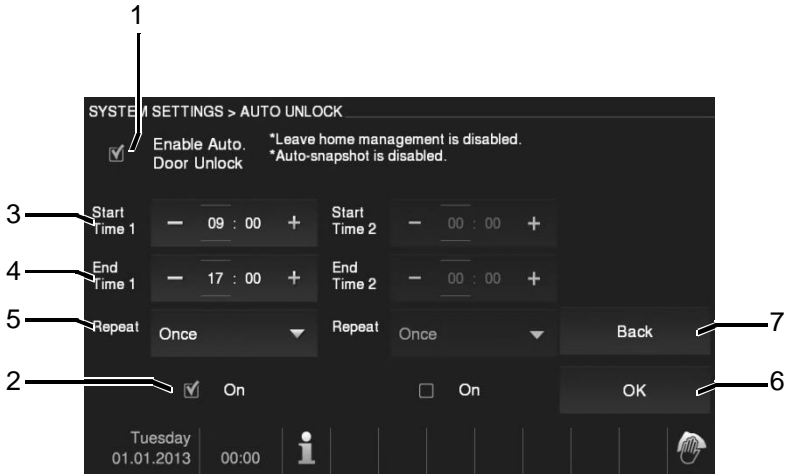 1
SYSTEM SETTINGS > AUTO UNLOCK
Enable Auto.
Door Unlock
*Leave home management is disabled.
*Auto-snapshot is disabled.
3
Start
Time 1
− 09 : 00 +
Start
Time 2
− 00 : 00 +
4
End
Time 1
− 17 : 00 +
End
Time 2
− 00 : 00 +
5
Repeat
Once
Repeat
Once
Back
7
2
On
On
OK
6
Tuesday
01.01.2013
00:00
i